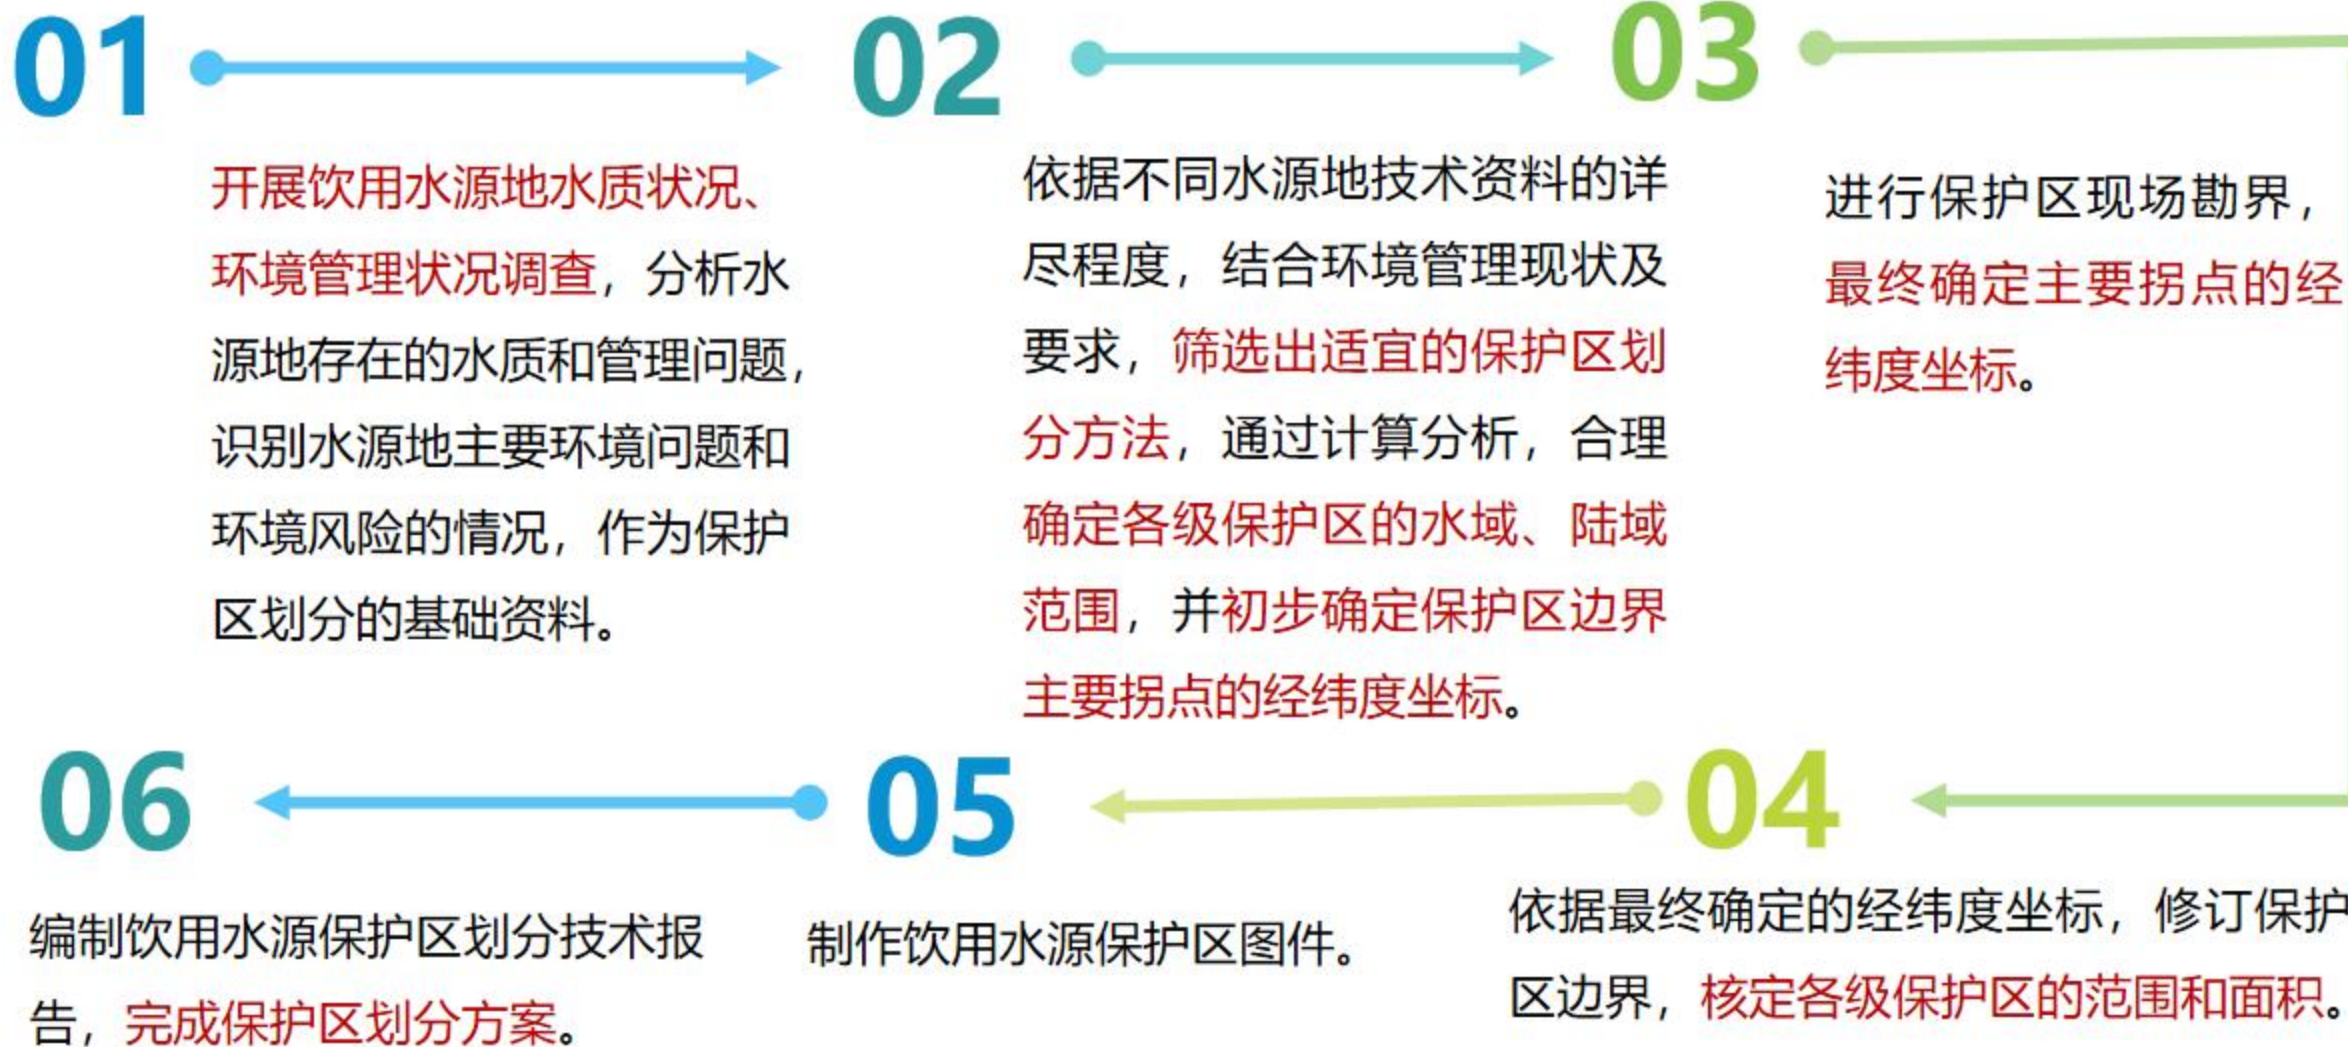 01
开展饮用水源地水质状况、
环境管理状况调查，分析水
源地存在的水质和管理问题，
识别水源地主要环境问题和
环境风险的情况，作为保护
区划分的基础资料。
02
依据不同水源地技术资料的详
尽程度，结合环境管理现状及
要求，筛选出适宜的保护区划
分方法，通过计算分析，合理
确定各级保护区的水域、陆域
范围，并初步确定保护区边界
主要拐点的经纬度坐标。
03
进行保护区现场勘界，
最终确定主要拐点的经
纬度坐标。
04
依据最终确定的经纬度坐标，修订保护
区边界，核定各级保护区的范围和面积。
05
制作饮用水源保护区图件。
06
编制饮用水源保护区划分技术报
告，完成保护区划分方案。